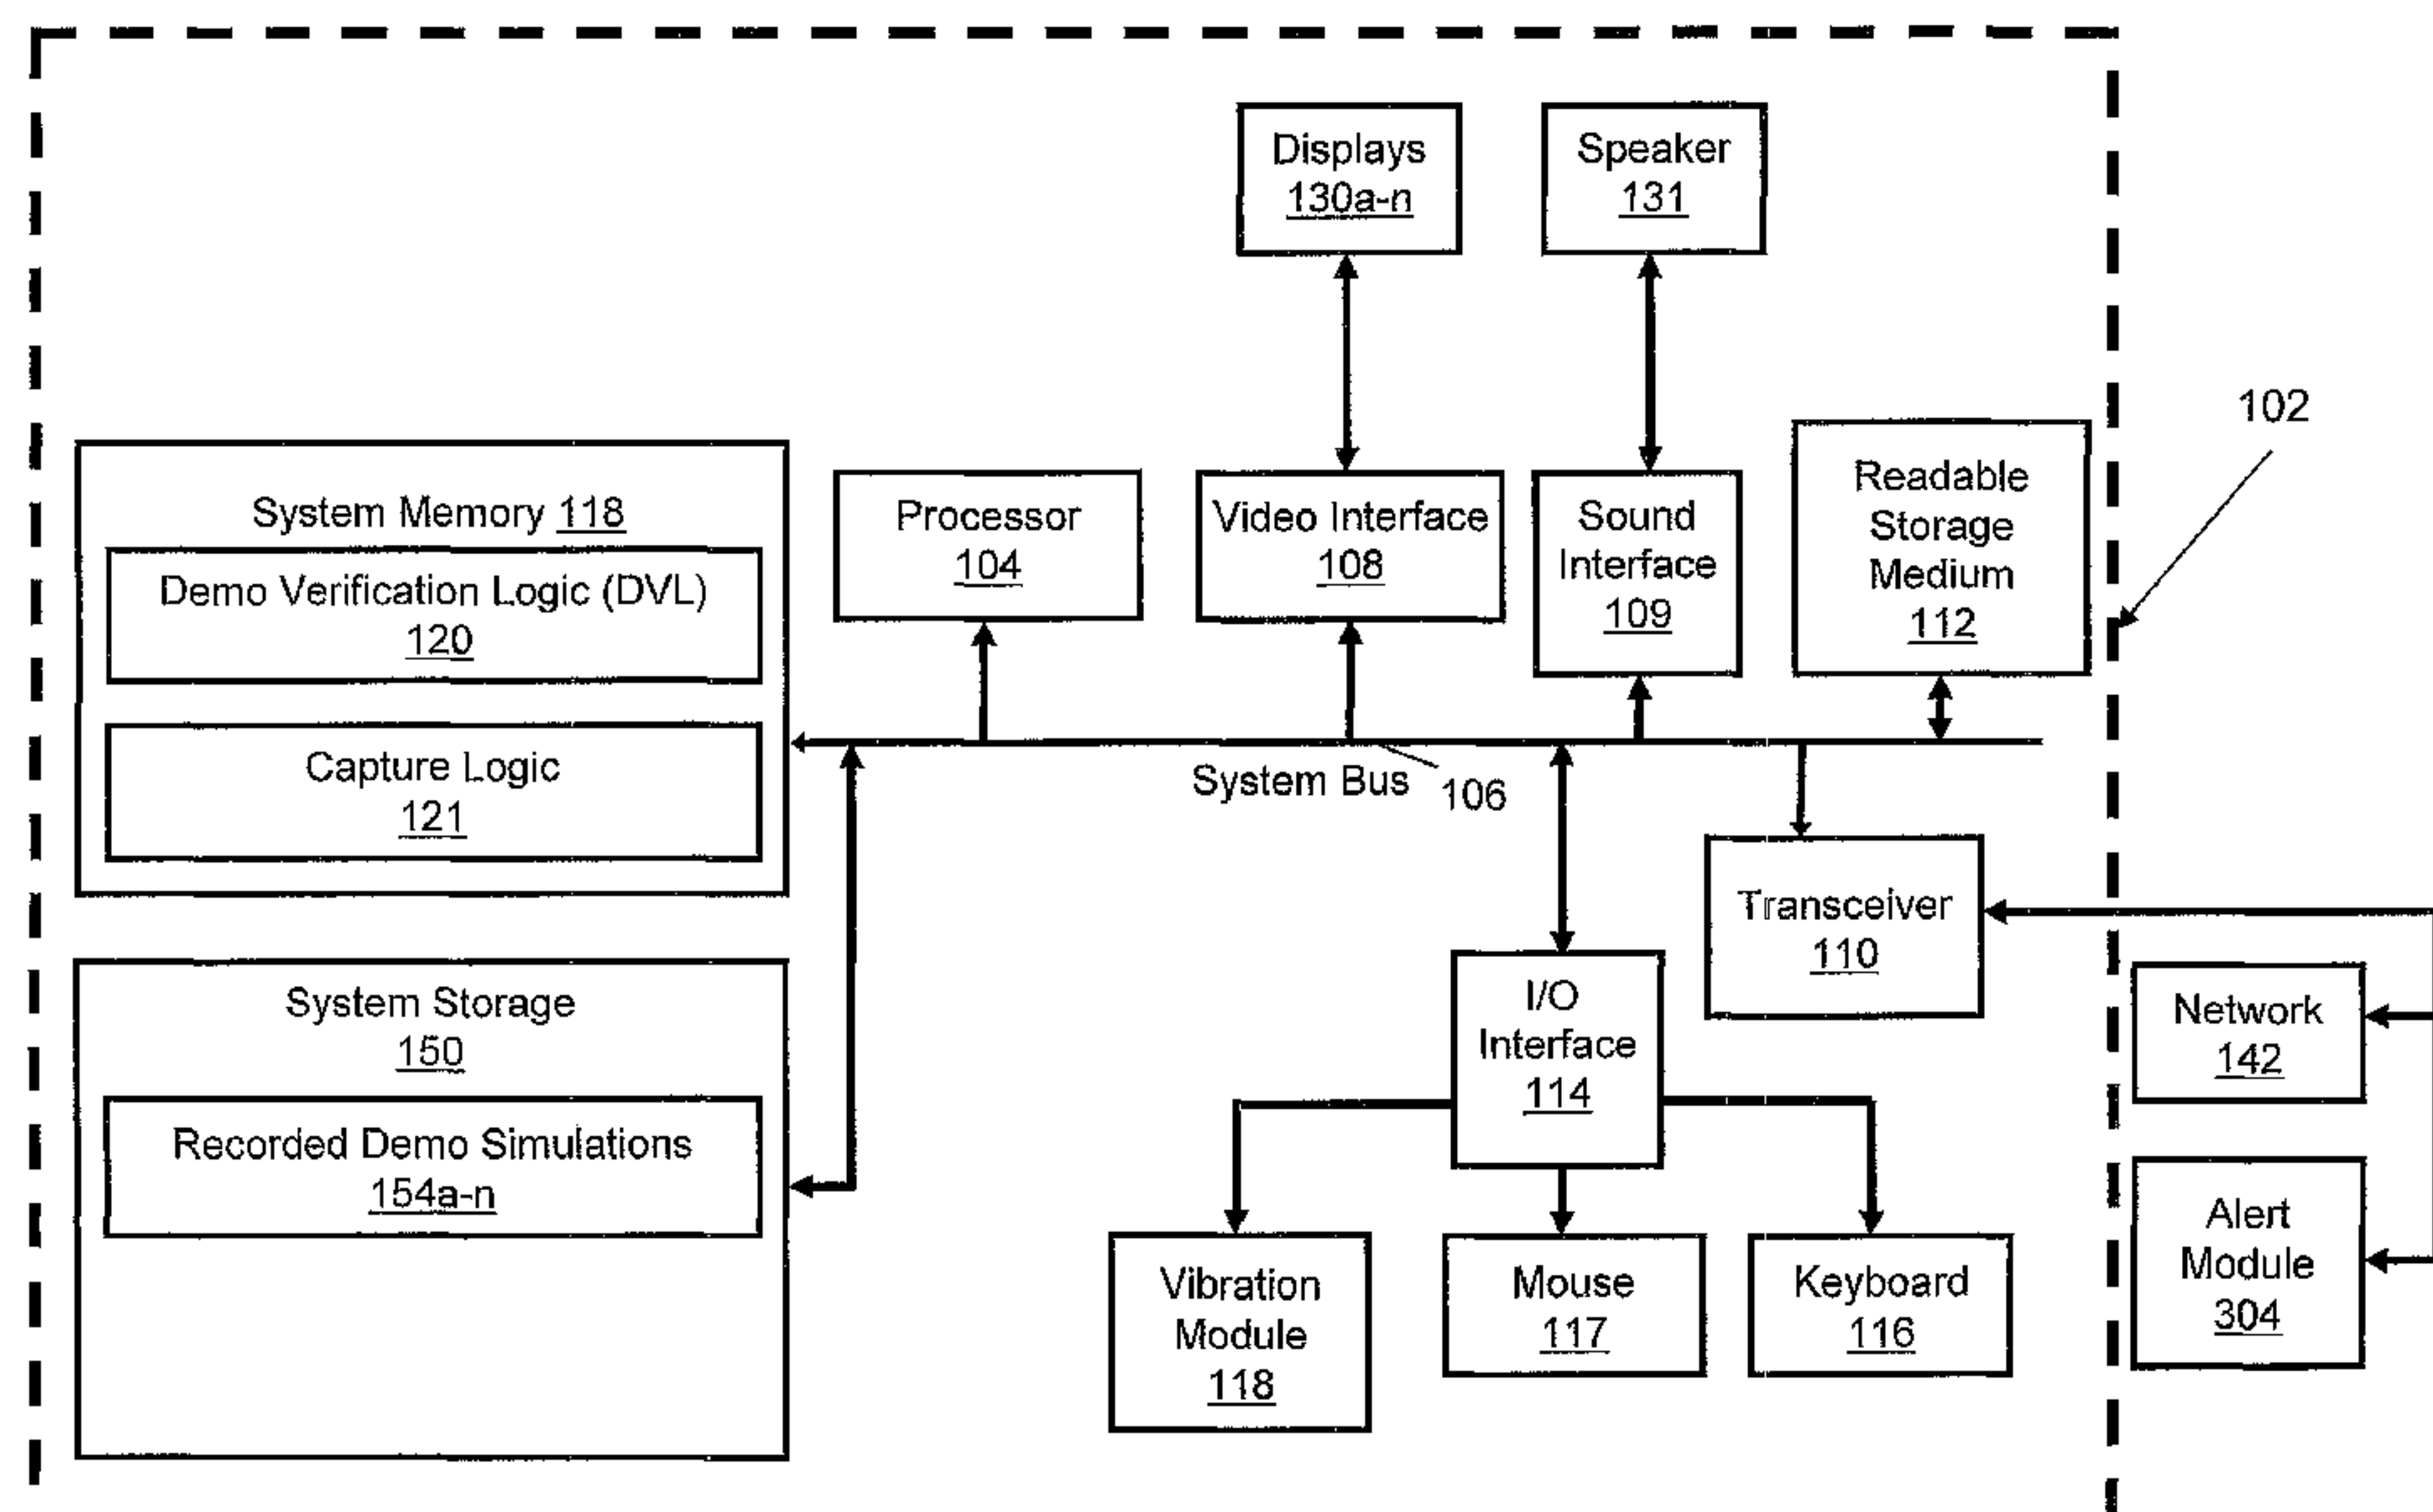 Displays
130a-n
Speaker
131
102
System Memory 118
Demo Verification Logic (DVL)
120
Capture Logic
121
Processor
104
Video Interface
108
Sound
Interface
109
Readable
Storage
Medium
112
System Bus
106
Transceiver
110
System Storage
150
Recorded Demo Simulations
154a-n
I/O
Interface
114
Network
142
Alert
Module
304
Vibration
Module
118
Mouse
117
Keyboard
116